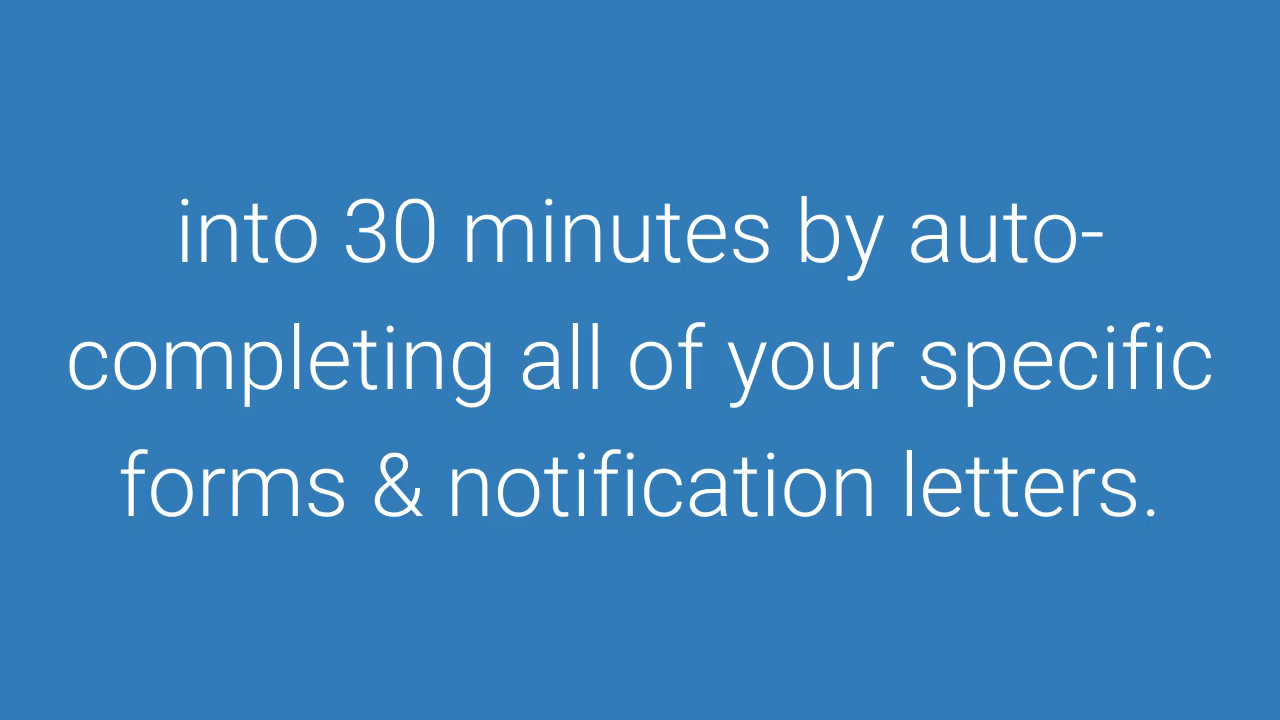 into 30 minutes by auto-
completing all of your specific
forms & notification letters.